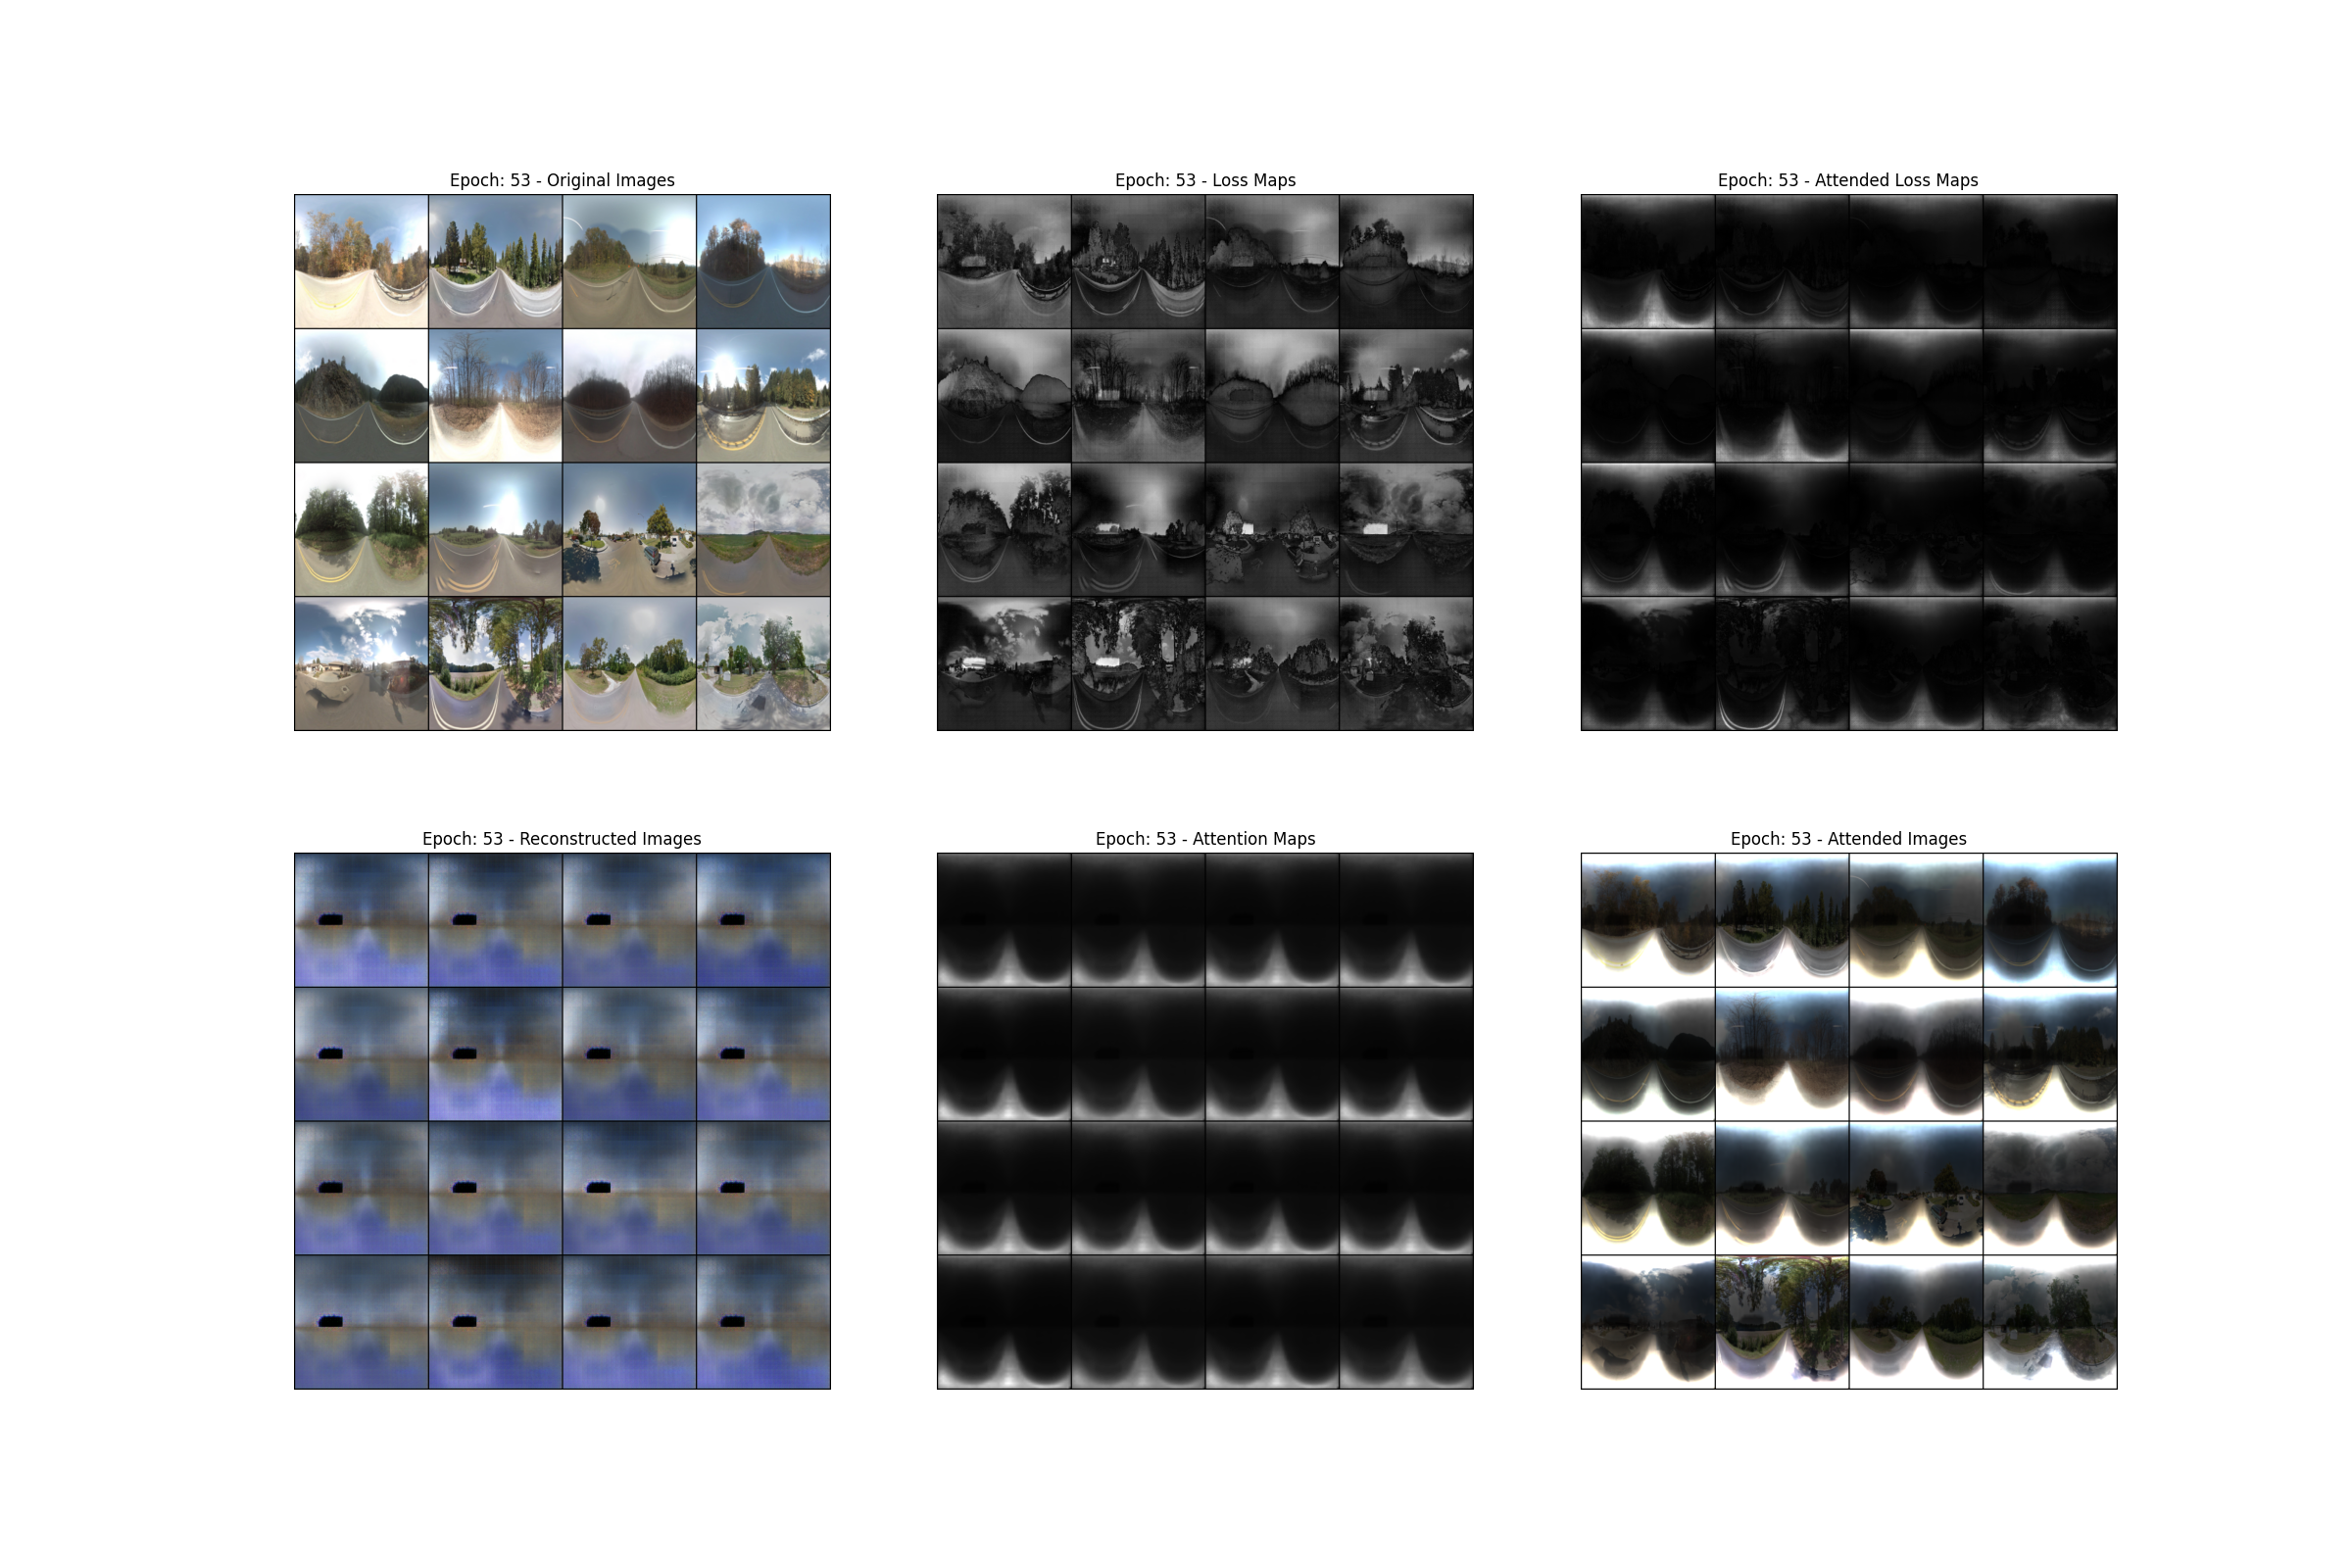 Epoch: 53 - Original Images
Epoch: 53 - Loss Maps
Epoch: 53 - Attended Loss Maps
Epoch: 53 - Reconstructed Images
Epoch: 53 - Attention Maps
Epoch: 53 - Attended Images